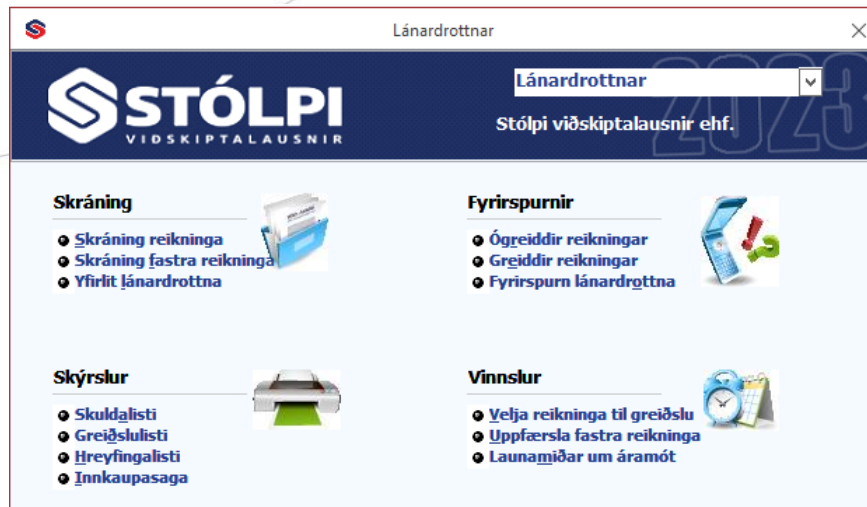 Lánardrottnar
STÓLPI
VIÐSKIPTALAUSNIR
Lánardrottnar
2023
Stólpi viðskiptalausnir ehf.
Skráning
Skráning reikninga
Skráning fastra reikninga
Yfirlit lánardrottna
Fyrirspurnir
Ógreiddir reikningar
Greiddir reikningar
Fyrirspurn lánardrottna
Skýrslur
Skuldalisti
Greiðslulisti
Hreyfingalisti
Innkaupasaga
Vinnslur
Velja reikninga til greiðslu
Uppfærsla fastra reikninga
Launamiðar um áramót